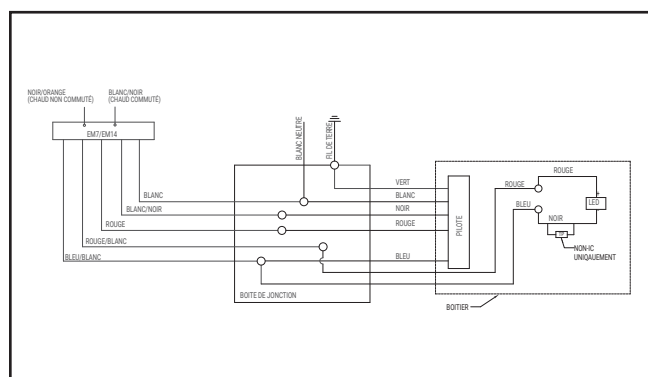 NOIR/ORANGE
(CHAUD NON COMMUTÉ)
BLANC/NOIR
(CHAUD COMMUTÉ)
EM7/EM14
BLANC NEUTRE
FIL DE TERRE
VERT
BLANC
BLANC
BLANC/NOIR
NOIR
ROUGE
ROUGE
ROUGE/BLANC
BLEU/BLANC
BLEU
BOITE DE JONCTION
PILOTE
ROUGE
ROUGE
BLEU
LED
NOIR
NON-IC
UNIQAUEMENT
BOITIER